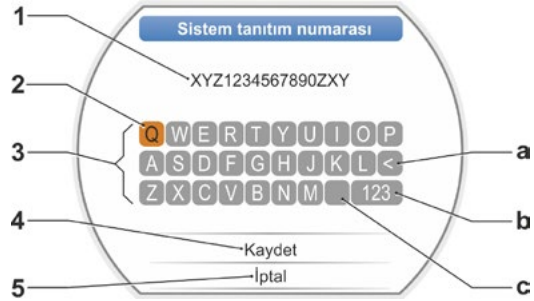 1
Sistem tanıtım numarası
XYZ1234567890ZXY
2
3
Q W E R T Y U I O P
A S D F G H J K L <
a
Z X C V B N M 123
b
4
Kaydet
c
5
İptal